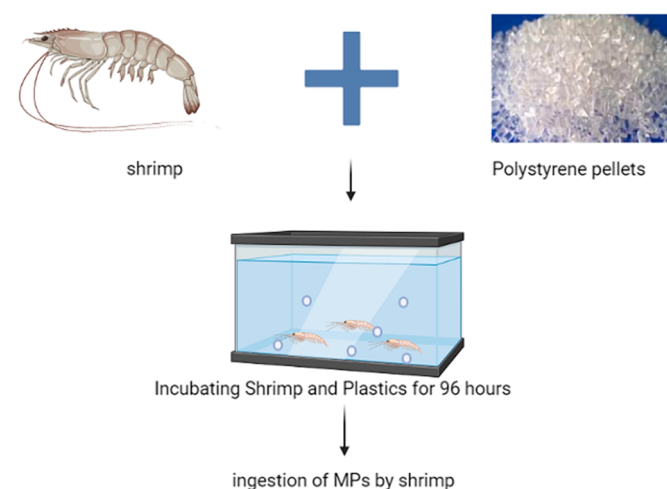 shrimp
Polystyrene pellets
Incubating Shrimp and Plastics for 96 hours
ingestion of MPs by shrimp